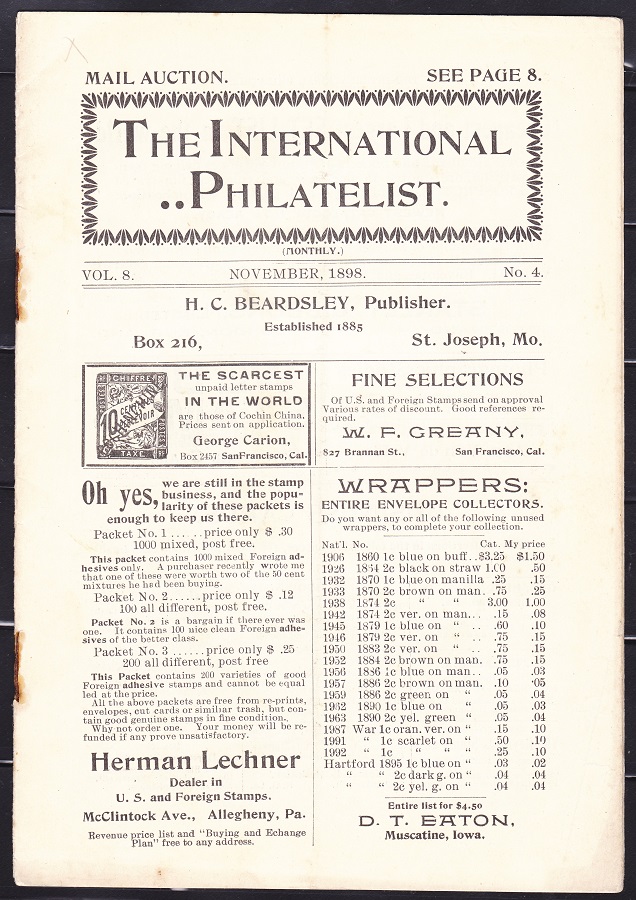 MAIL AUCTION. SEE PAGE 8.
THE INTERNATIONAL
..PHILATELIST.
(MONTHLY.)
VOL. 8. NOVEMBER, 1898. No. 4.
H. C. BEARDSLEY, Publisher.
Established 1885
Box 216, St. Joseph, Mo.
CHIFFRE
10
TAXE
THE SCARCEST
unpaid letter stamps
IN THE WORLD
are those of Cochin China.
Prices sent on application.
George Carion,
Box 2457 SanFrancisco, Cal.
Oh yes, we are still in the stamp
business, and the popu-
larity of these packets is
enough to keep us there.
Packet No. 1 ......price only $ .30
1000 mixed, post free.
This packet contains 1000 mixed Foreign ad-
hesives only. A purchaser recently wrote me
that one of these were worth two of the 50 cent
mixtures he had been buying.
Packet No. 2......price only $ .12
100 all different, post free.
Packet No. 2 is a bargain if there ever was
one. It contains 100 nice clean Foreign adhe-
sives of the better class.
Packet No. 3 ......price only $ .25
200 all different, post free
This Packet contains 200 varieties of good
Foreign adhesive stamps and cannot be equal
led at the price.
All the above packets are free from re-prints,
envelopes, cut cards or similiar trash, but con-
tain good genuine stamps in fine condition.
Why not order one. Your money will be re-
funded if any prove unsatisfactory.
Herman Lechner
Dealer in
U. S. and Foreign Stamps.
McClintock Ave., Allegheny, Pa.
Revenue price list and "Buying and Echange
Plan" free to any address.
FINE SELECTIONS
Of U.S. and Foreign Stamps send on approval
Various rates of discount. Good references re-
quired.
W. F. GREANY,
827 Brannan St., San Francisco, Cal.
WRAPPERS:
ENTIRE ENVELOPE COLLECTORS.
Do you want any or all of the following unused
wrappers, to complete your collection.
Nat'l. No. Cat. My price
1906 1860 1c blue on buff..$3.25 $1.50
1926 1864 2c black on straw 1.00 .50
1932 1870 1c blue on manilla .25 .15
1933 1870 2c brown on man. .75 .25
1938 1874 2c " " 3.00 1.00
1942 1874 2c ver. on man... .15 .08
1945 1879 1c blue on " .. .60 .10
1946 1879 2c ver. on " .. .75 .15
1950 1883 2c ver. on " .. .75 .15
1952 1884 2c brown on man. .75 .15
1956 1886 1c blue on man.. .05 .03
1957 1886 2c brown on man. .10 .05
1959 1886 2c green on " .05 .04
1962 1890 1c blue on " .05 .03
1963 1890 2c yel. green " .05 .04
1987 War 1c oran. ver. on " .15 .10
1991 " 1c scarlet on " .50 .10
1992 " 1c " " " .25 .10
Hartford 1895 1c blue on " .03 .02
" " 2c dark g. on " .04 .04
" " 2c yel. g. on " .04 .04
Entire list for $4.50
D. T. EATON,
Muscatine, Iowa.